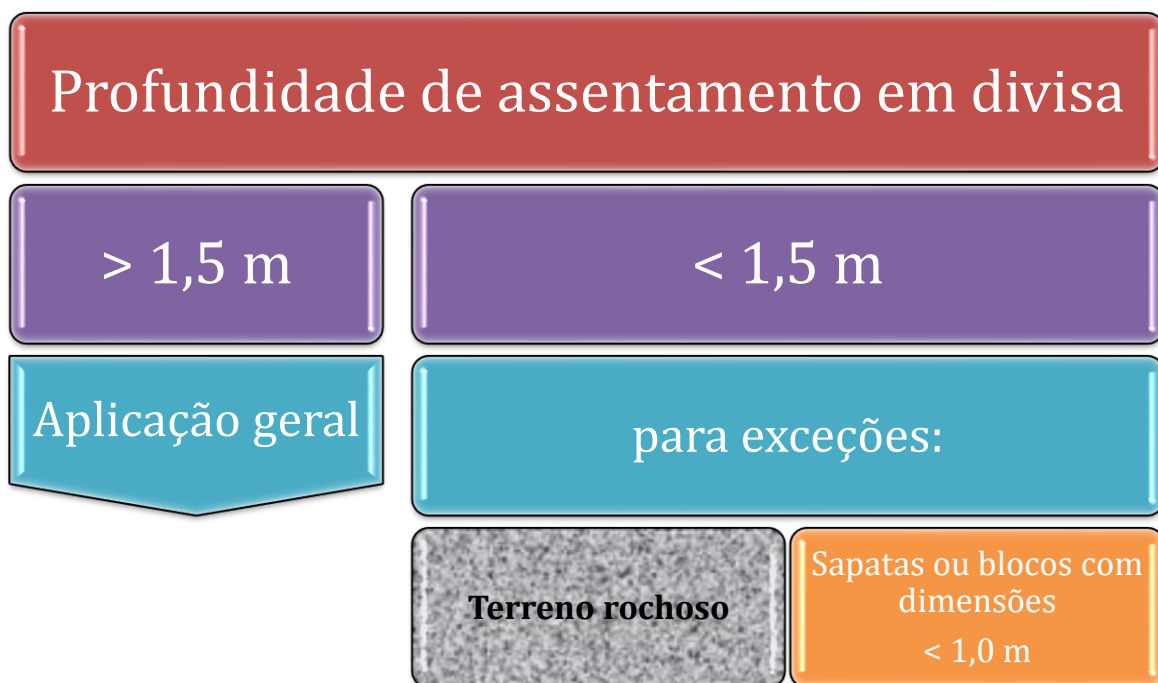 Profundidade de assentamento em divisa
> 1,5 m
< 1,5 m
Aplicação geral
para exceções:
Terreno rochoso
Sapatas ou blocos com
dimensões
< 1,0 m